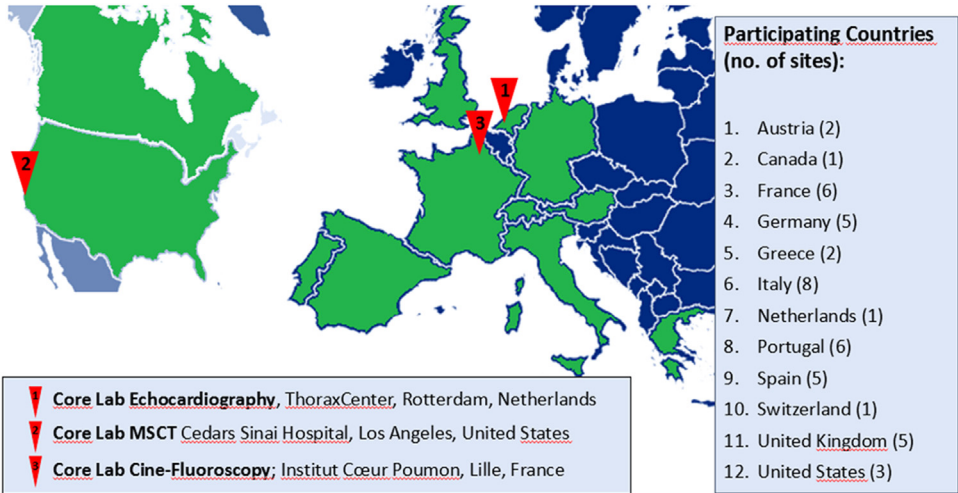 2
1
3
Participating Countries
(no. of sites):
1. Austria (2)
2. Canada (1)
3. France (6)
4. Germany (5)
5. Greece (2)
6. Italy (8)
7. Netherlands (1)
8. Portugal (6)
9. Spain (5)
10. Switzerland (1)
11. United Kingdom (5)
12. United States (3)
1 Core Lab Echocardiography, ThoraxCenter, Rotterdam, Netherlands
2 Core Lab MSCT Cedars Sinai Hospital, Los Angeles, United States
3 Core Lab Cine-Fluoroscopy; Institut Cœur Poumon, Lille, France